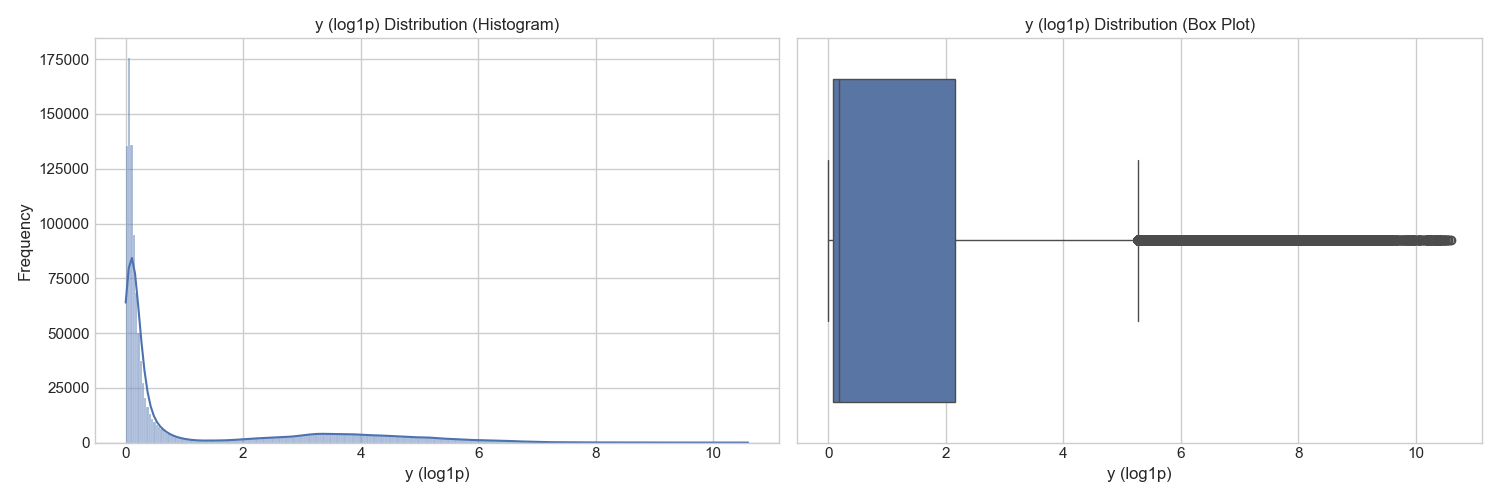 y (log1p) Distribution (Histogram)
175000
150000
125000
100000
75000
50000
25000
0
Frequency
0 2 4 6 8 10
y (log1p)
y (log1p) Distribution (Box Plot)
0 2 4 6 8 10
y (log1p)